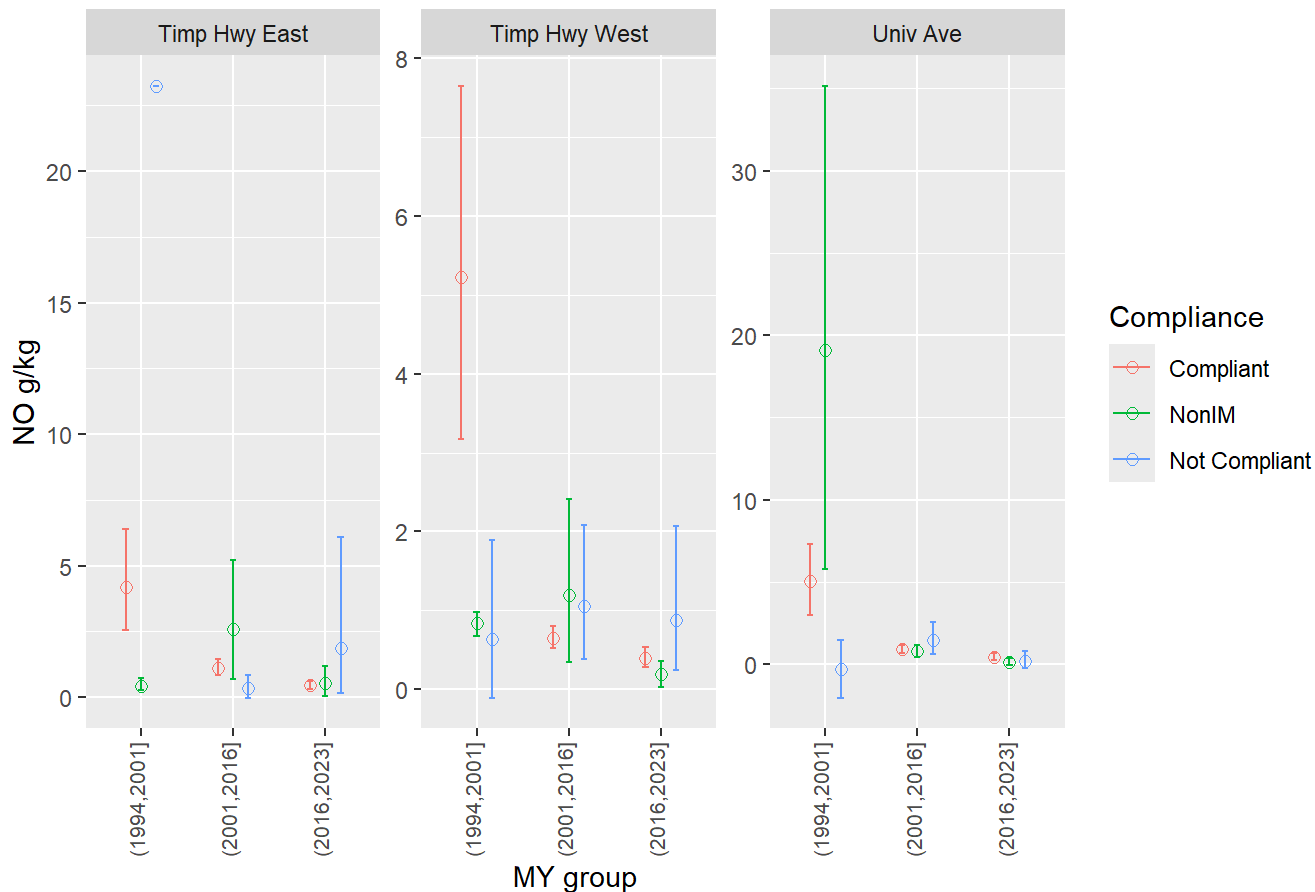 Timp Hwy East
Timp Hwy West
Univ Ave
NO g/kg
20
15
10
5
0
8
6
4
2
0
30
20
10
0
(1994,2001]
(2001,2016]
(2016,2023]
(1994,2001]
(2001,2016]
(2016,2023]
(1994,2001]
(2001,2016]
(2016,2023]
MY group
Compliance
Compliant
NonIM
Not Compliant